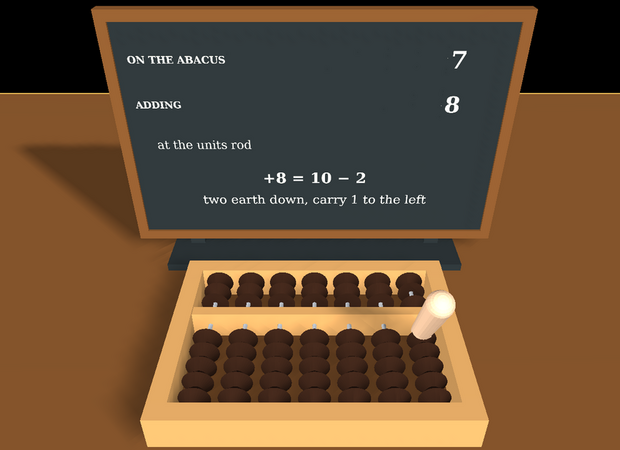 ON THE ABACUS 7
ADDING 8
at the units rod
+8 = 10 − 2
two earth down, carry 1 to the left